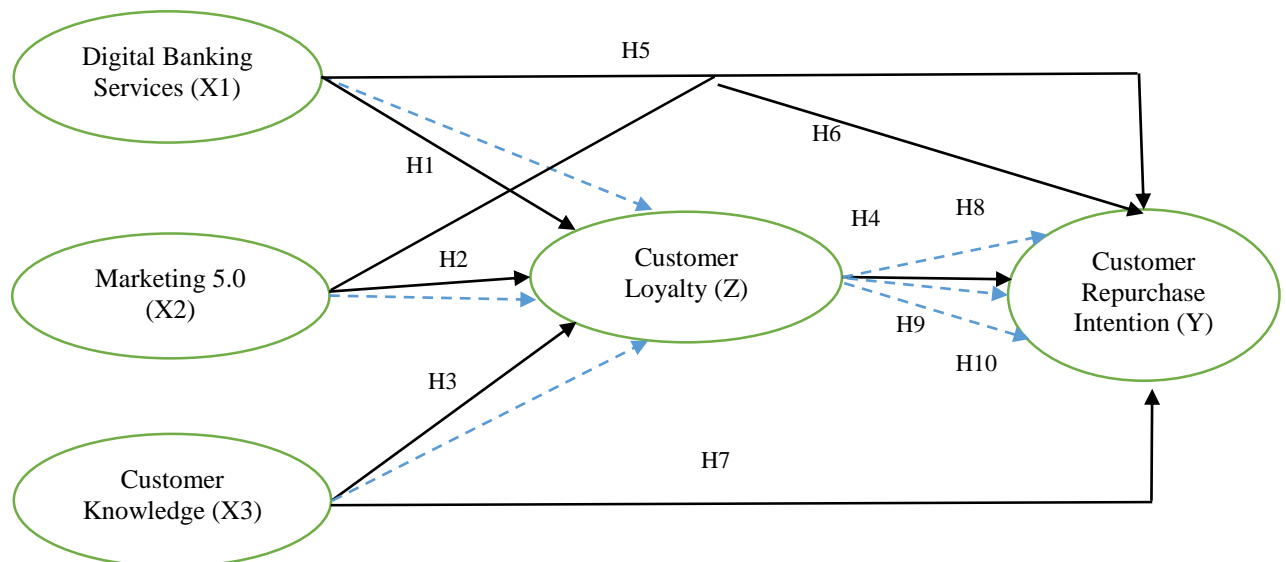 Digital Banking
Services (X1)
H5
H6
H1
H4
H8
Marketing 5.0
(X2)
H2
Customer
Loyalty (Z)
Customer
Repurchase
Intention (Y)
H9
H10
H3
H7
Customer
Knowledge (X3)